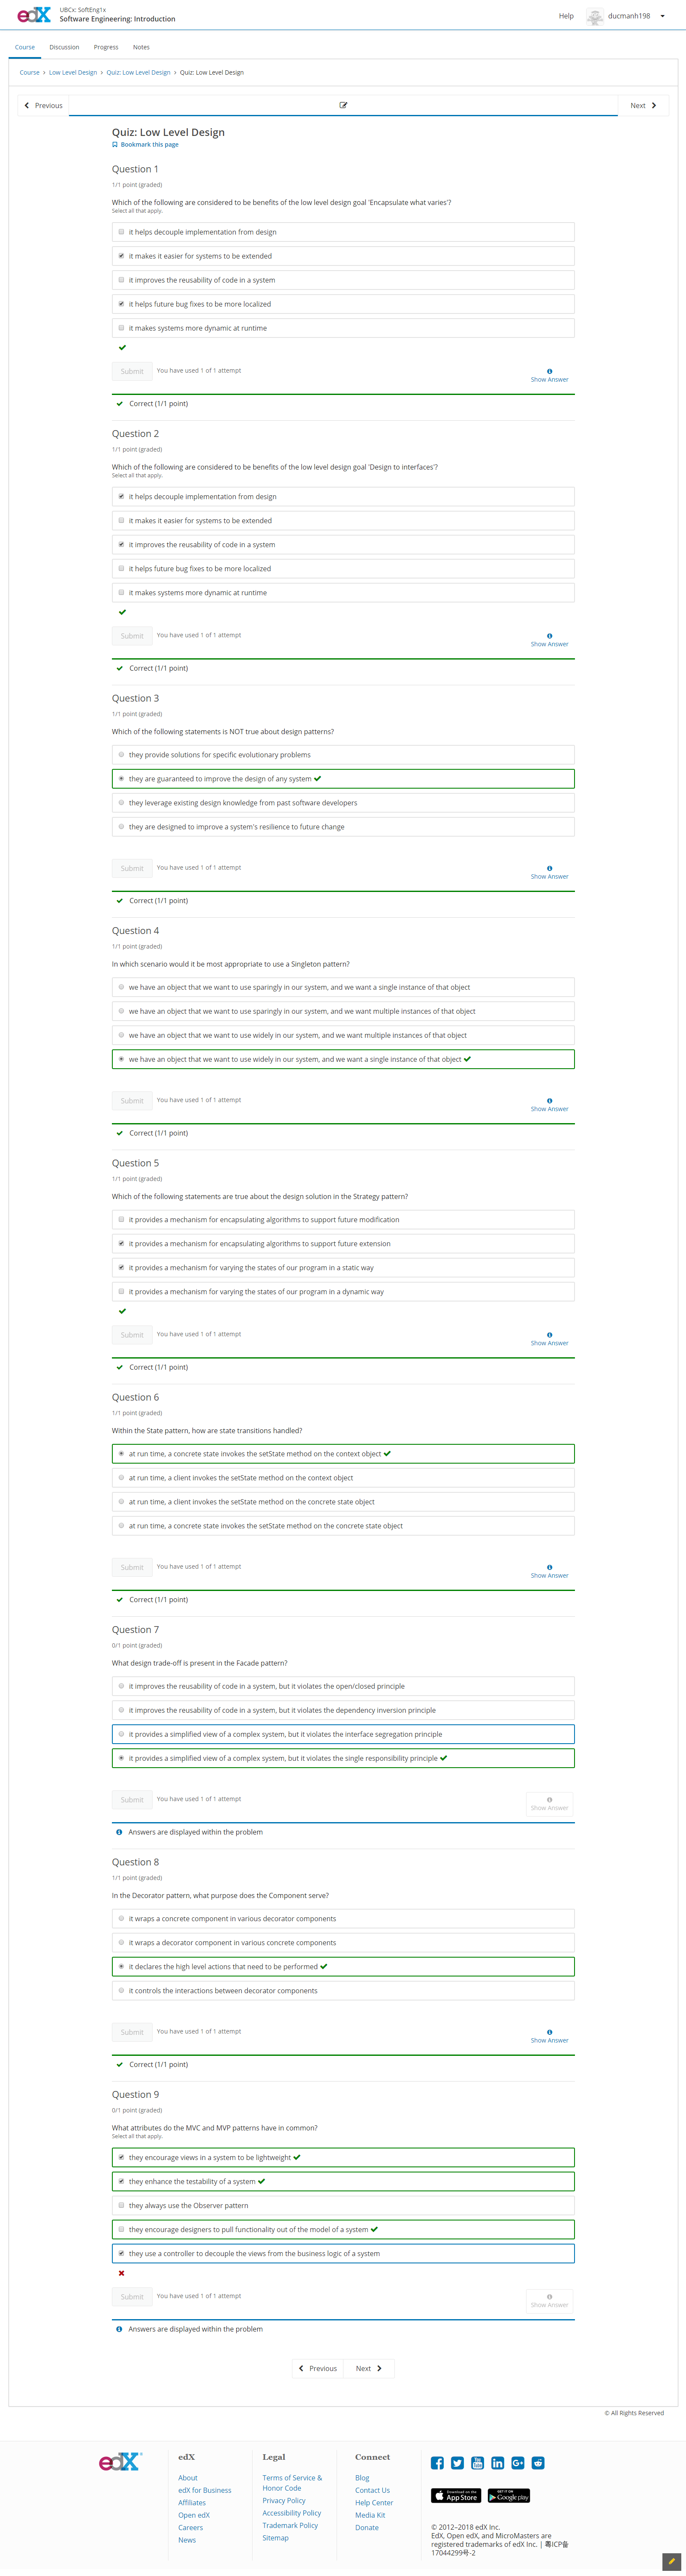 edX
UBCx: SoftEng1x
Software Engineering: Introduction
Help
ducmanh198
Course Discussion Progress Notes
Course > Low Level Design > Quiz: Low Level Design > Quiz: Low Level Design
Previous
Next
Quiz: Low Level Design
Bookmark this page
Question 1
1/1 point (graded)
Which of the following are considered to be benefits of the low level design goal 'Encapsulate what varies'?
Select all that apply.
it helps decouple implementation from design
it makes it easier for systems to be extended
it improves the reusability of code in a system
it helps future bug fixes to be more localized
it makes systems more dynamic at runtime
Submit You have used 1 of 1 attempt
Show Answer
Correct (1/1 point)
Question 2
1/1 point (graded)
Which of the following are considered to be benefits of the low level design goal 'Design to interfaces'?
Select all that apply.
it helps decouple implementation from design
it makes it easier for systems to be extended
it improves the reusability of code in a system
it helps future bug fixes to be more localized
it makes systems more dynamic at runtime
Submit You have used 1 of 1 attempt
Show Answer
Correct (1/1 point)
Question 3
1/1 point (graded)
Which of the following statements is NOT true about design patterns?
they provide solutions for specific evolutionary problems
they are guaranteed to improve the design of any system
they leverage existing design knowledge from past software developers
they are designed to improve a system's resilience to future change
Submit You have used 1 of 1 attempt
Show Answer
Correct (1/1 point)
Question 4
1/1 point (graded)
In which scenario would it be most appropriate to use a Singleton pattern?
we have an object that we want to use sparingly in our system, and we want a single instance of that object
we have an object that we want to use sparingly in our system, and we want multiple instances of that object
we have an object that we want to use widely in our system, and we want multiple instances of that object
we have an object that we want to use widely in our system, and we want a single instance of that object
Submit You have used 1 of 1 attempt
Show Answer
Correct (1/1 point)
Question 5
1/1 point (graded)
Which of the following statements are true about the design solution in the Strategy pattern?
it provides a mechanism for encapsulating algorithms to support future modification
it provides a mechanism for encapsulating algorithms to support future extension
it provides a mechanism for varying the states of our program in a static way
it provides a mechanism for varying the states of our program in a dynamic way
Submit You have used 1 of 1 attempt
Show Answer
Correct (1/1 point)
Question 6
1/1 point (graded)
Within the State pattern, how are state transitions handled?
at run time, a concrete state invokes the setState method on the context object
at run time, a client invokes the setState method on the context object
at run time, a client invokes the setState method on the concrete state object
at run time, a concrete state invokes the setState method on the concrete state object
Submit You have used 1 of 1 attempt
Show Answer
Correct (1/1 point)
Question 7
0/1 point (graded)
What design trade-off is present in the Facade pattern?
it improves the reusability of code in a system, but it violates the open/closed principle
it improves the reusability of code in a system, but it violates the dependency inversion principle
it provides a simplified view of a complex system, but it violates the interface segregation principle
it provides a simplified view of a complex system, but it violates the single responsibility principle
Submit You have used 1 of 1 attempt
Show Answer
Answers are displayed within the problem
Question 8
1/1 point (graded)
In the Decorator pattern, what purpose does the Component serve?
it wraps a concrete component in various decorator components
it wraps a decorator component in various concrete components
it declares the high level actions that need to be performed
it controls the interactions between decorator components
Submit You have used 1 of 1 attempt
Show Answer
Correct (1/1 point)
Question 9
0/1 point (graded)
What attributes do the MVC and MVP patterns have in common?
Select all that apply.
they encourage views in a system to be lightweight
they enhance the testability of a system
they always use the Observer pattern
they encourage designers to pull functionality out of the model of a system
they use a controller to decouple the views from the business logic of a system
Submit You have used 1 of 1 attempt
Show Answer
Answers are displayed within the problem
Previous Next
© All Rights Reserved
edX
edX
About
edX for Business
Affiliates
Open edX
Careers
News
Legal
Terms of Service &
Honor Code
Privacy Policy
Accessibility Policy
Trademark Policy
Sitemap
Connect
Blog
Contact Us
Help Center
Media Kit
Donate
You Tube
Download on the App Store
GET IT ON Google play
© 2012–2018 edX Inc.
EdX, Open edX, and MicroMasters are
registered trademarks of edX Inc. | 粤ICP备
17044299号-2